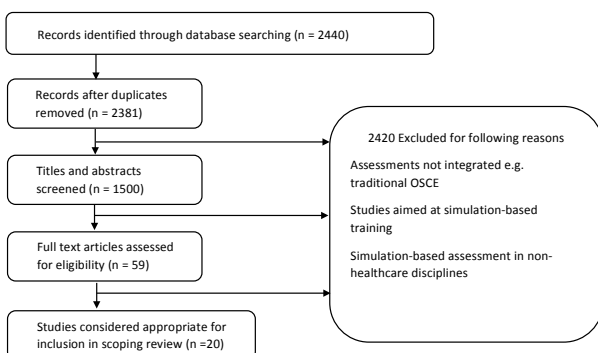 Records identified through database searching (n = 2440)
Records after duplicates
removed (n = 2381)
Titles and abstracts
screened (n = 1500)
Full text articles assessed
for eligibility (n = 59)
Studies considered appropriate for
inclusion in scoping review (n =20)
2420 Excluded for following reasons
Assessments not integrated e.g.
traditional OSCE
Studies aimed at simulation-based
training
Simulation-based assessment in non-
healthcare disciplines